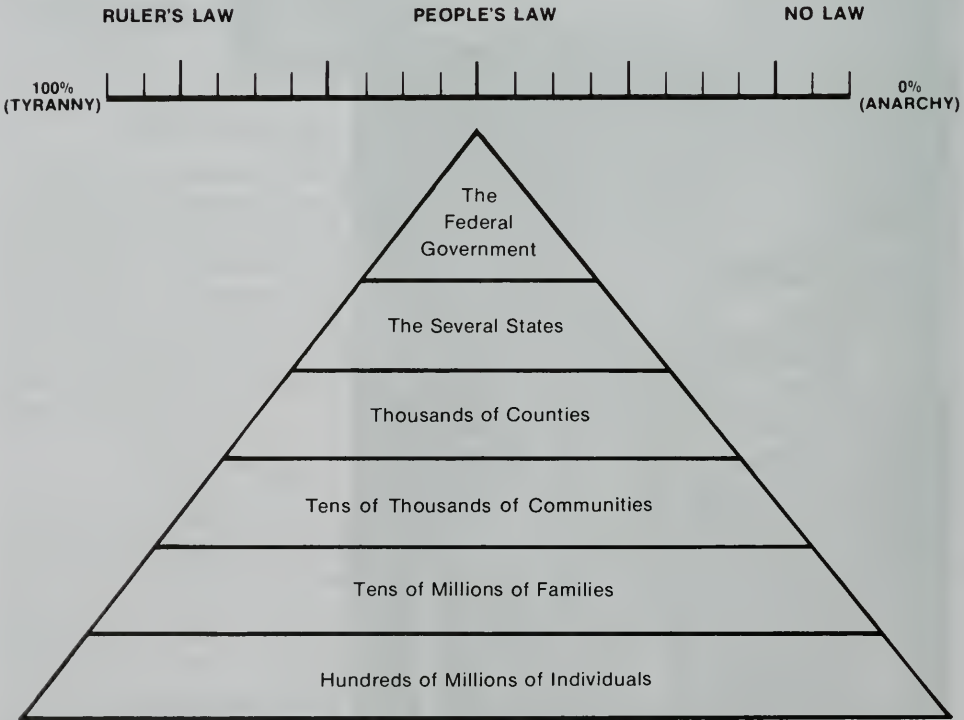 RULER'S LAW PEOPLE'S LAW NO LAW
100% (TYRANNY)
0% (ANARCHY)
The
Federal
Government
The Several States
Thousands of Counties
Tens of Thousands of Communities
Tens of Millions of Families
Hundreds of Millions of Individuals